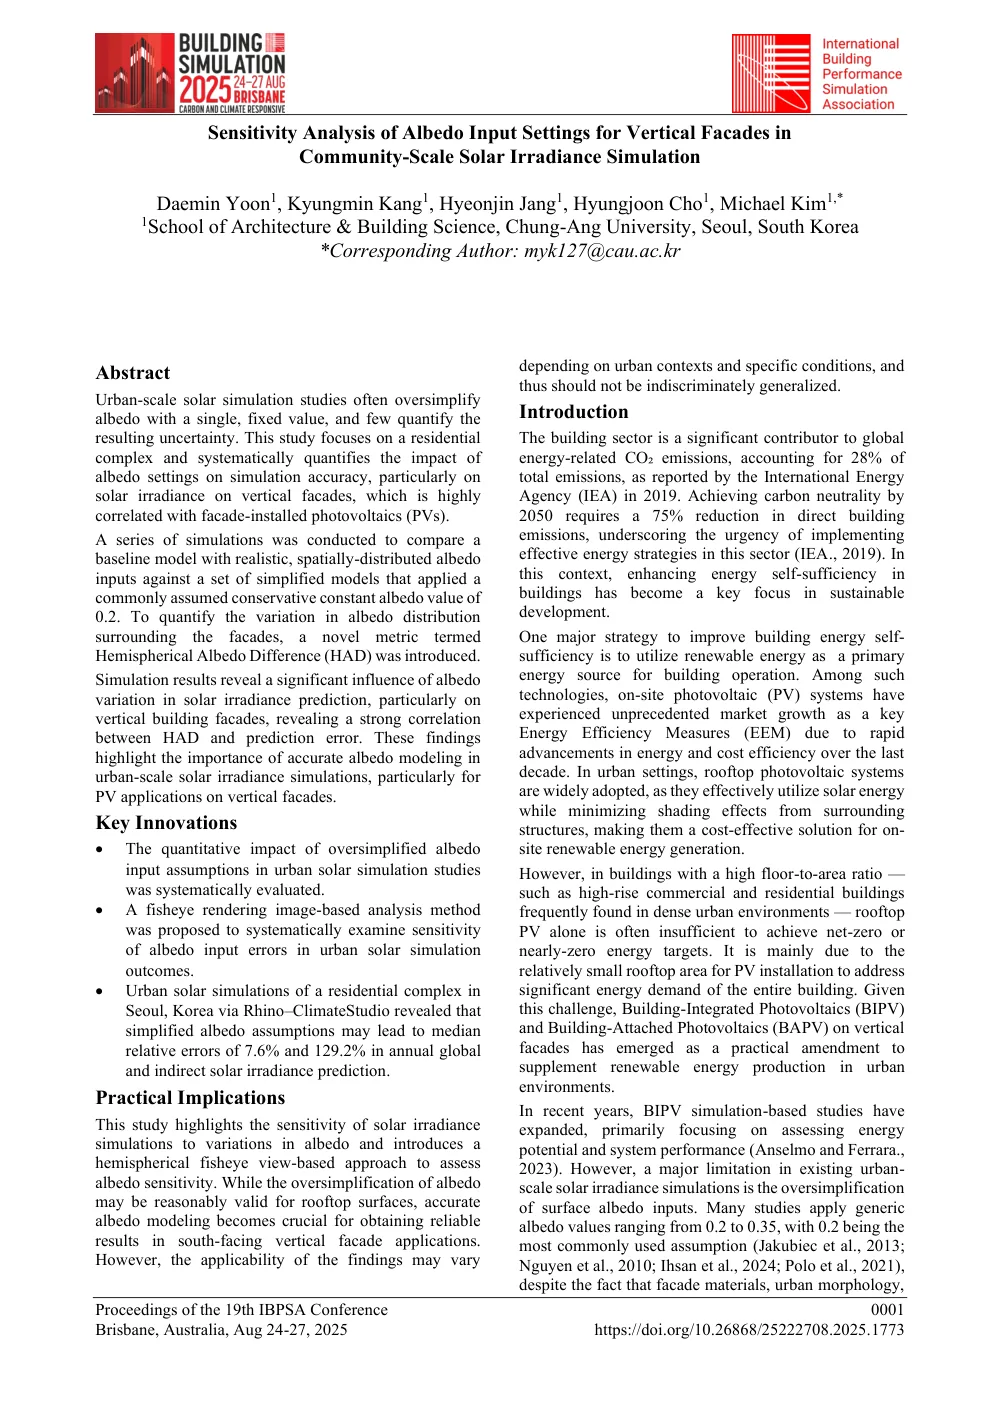 BUILDING
SIMULATION
2025 24-27 AUG
BRISBANE
CARBON AND CLIMATE RESPONSIVE
International
Building
Performance
Simulation
Association
Sensitivity Analysis of Albedo Input Settings for Vertical Facades in
Community-Scale Solar Irradiance Simulation
Daemin Yoon1, Kyungmin Kang1, Hyeonjin Jang1, Hyungjoon Cho1, Michael Kim1,*
1School of Architecture & Building Science, Chung-Ang University, Seoul, South Korea
*Corresponding Author: myk127@cau.ac.kr
Abstract
Urban-scale solar simulation studies often oversimplify
albedo with a single, fixed value, and few quantify the
resulting uncertainty. This study focuses on a residential
complex and systematically quantifies the impact of
albedo settings on simulation accuracy, particularly on
solar irradiance on vertical facades, which is highly
correlated with facade-installed photovoltaics (PVs).
A series of simulations was conducted to compare a
baseline model with realistic, spatially-distributed albedo
inputs against a set of simplified models that applied a
commonly assumed conservative constant albedo value of
0.2. To quantify the variation in albedo distribution
surrounding the facades, a novel metric termed
Hemispherical Albedo Difference (HAD) was introduced.
Simulation results reveal a significant influence of albedo
variation in solar irradiance prediction, particularly on
vertical building facades, revealing a strong correlation
between HAD and prediction error. These findings
highlight the importance of accurate albedo modeling in
urban-scale solar irradiance simulations, particularly for
PV applications on vertical facades.
Key Innovations
• The quantitative impact of oversimplified albedo
input assumptions in urban solar simulation studies
was systematically evaluated.
• A fisheye rendering image-based analysis method
was proposed to systematically examine sensitivity
of albedo input errors in urban solar simulation
outcomes.
• Urban solar simulations of a residential complex in
Seoul, Korea via Rhino–ClimateStudio revealed that
simplified albedo assumptions may lead to median
relative errors of 7.6% and 129.2% in annual global
and indirect solar irradiance prediction.
Practical Implications
This study highlights the sensitivity of solar irradiance
simulations to variations in albedo and introduces a
hemispherical fisheye view-based approach to assess
albedo sensitivity. While the oversimplification of albedo
may be reasonably valid for rooftop surfaces, accurate
albedo modeling becomes crucial for obtaining reliable
results in south-facing vertical facade applications.
However, the applicability of the findings may vary
depending on urban contexts and specific conditions, and
thus should not be indiscriminately generalized.
Introduction
The building sector is a significant contributor to global
energy-related CO₂ emissions, accounting for 28% of
total emissions, as reported by the International Energy
Agency (IEA) in 2019. Achieving carbon neutrality by
2050 requires a 75% reduction in direct building
emissions, underscoring the urgency of implementing
effective energy strategies in this sector (IEA., 2019). In
this context, enhancing energy self-sufficiency in
buildings has become a key focus in sustainable
development.
One major strategy to improve building energy self-
sufficiency is to utilize renewable energy as a primary
energy source for building operation. Among such
technologies, on-site photovoltaic (PV) systems have
experienced unprecedented market growth as a key
Energy Efficiency Measures (EEM) due to rapid
advancements in energy and cost efficiency over the last
decade. In urban settings, rooftop photovoltaic systems
are widely adopted, as they effectively utilize solar energy
while minimizing shading effects from surrounding
structures, making them a cost-effective solution for on-
site renewable energy generation.
However, in buildings with a high floor-to-area ratio —
such as high-rise commercial and residential buildings
frequently found in dense urban environments — rooftop
PV alone is often insufficient to achieve net-zero or
nearly-zero energy targets. It is mainly due to the
relatively small rooftop area for PV installation to address
significant energy demand of the entire building. Given
this challenge, Building-Integrated Photovoltaics (BIPV)
and Building-Attached Photovoltaics (BAPV) on vertical
facades has emerged as a practical amendment to
supplement renewable energy production in urban
environments.
In recent years, BIPV simulation-based studies have
expanded, primarily focusing on assessing energy
potential and system performance (Anselmo and Ferrara.,
2023). However, a major limitation in existing urban-
scale solar irradiance simulations is the oversimplification
of surface albedo inputs. Many studies apply generic
albedo values ranging from 0.2 to 0.35, with 0.2 being the
most commonly used assumption (Jakubiec et al., 2013;
Nguyen et al., 2010; Ihsan et al., 2024; Polo et al., 2021),
despite the fact that facade materials, urban morphology,
Proceedings of the 19th IBPSA Conference
Brisbane, Australia, Aug 24-27, 2025
0001
https://doi.org/10.26868/25222708.2025.1773